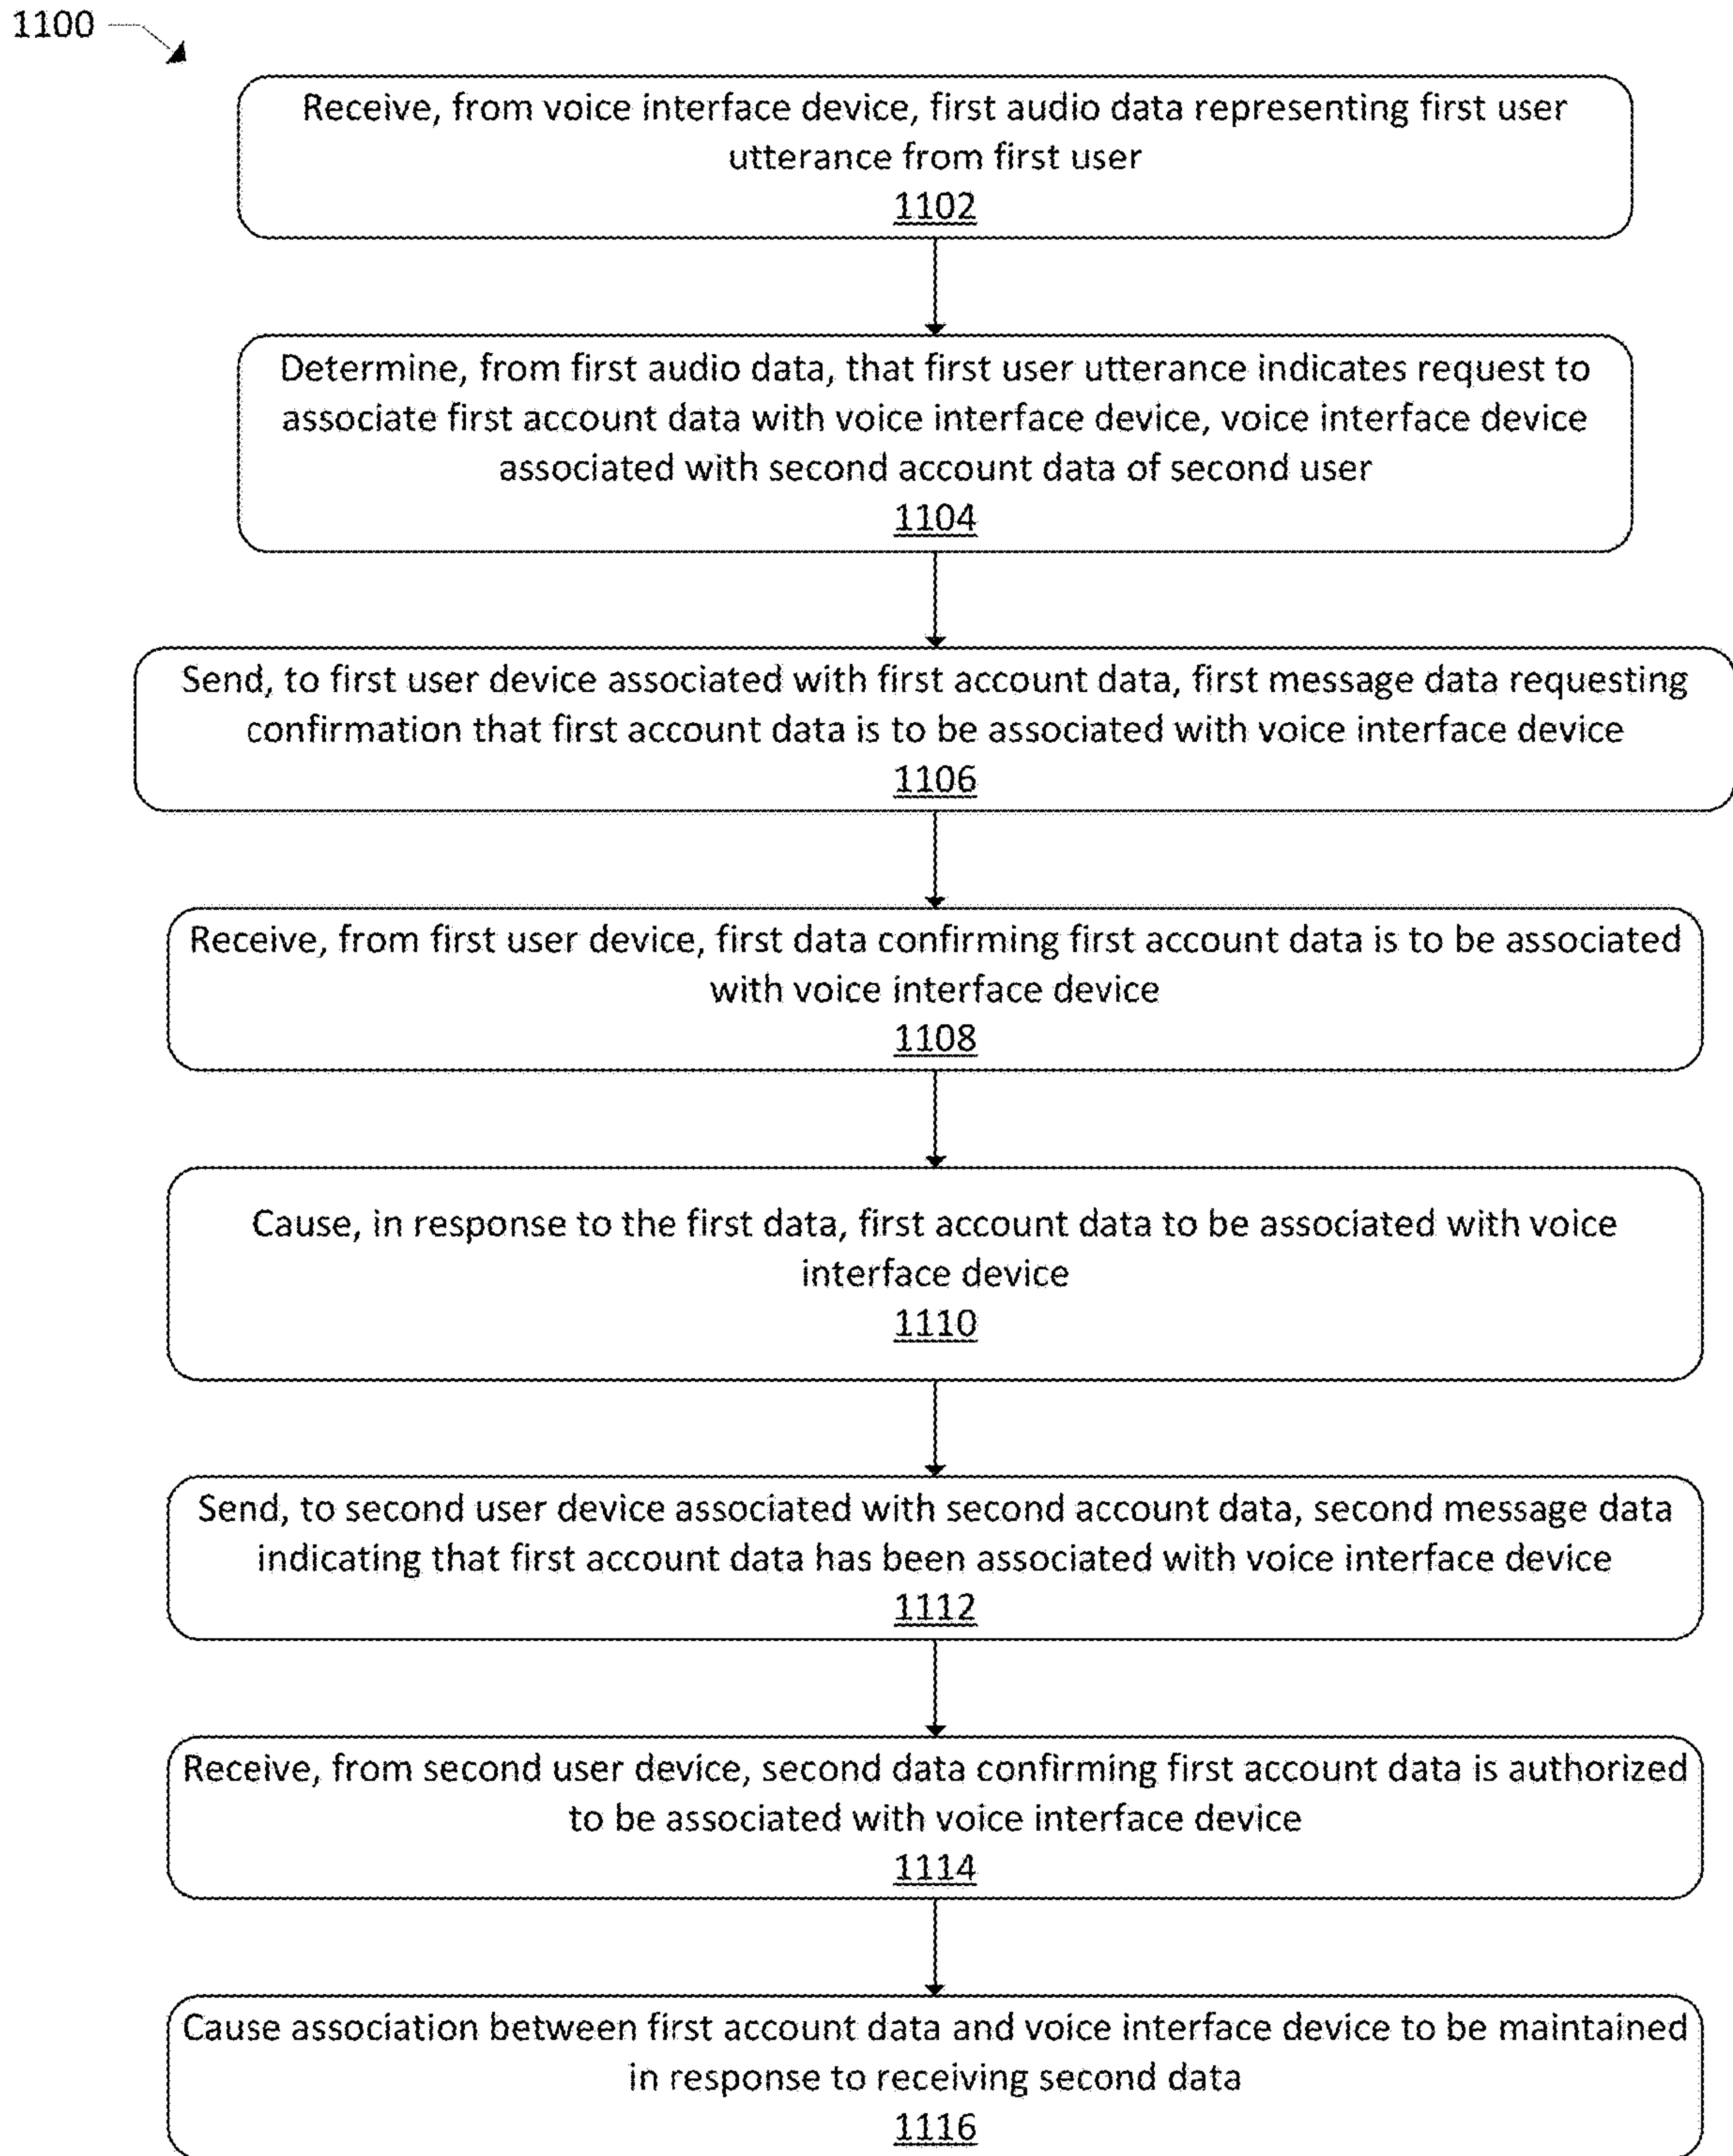 1100
Receive, from voice interface device, first audio data representing first user
utterance from first user
1102
Determine, from first audio data, that first user utterance indicates request to
associate first account data with voice interface device, voice interface device
associated with second account data of second user
1104
Send, to first user device associated with first account data, first message data requesting
confirmation that first account data is to be associated with voice interface device
1106
Receive, from first user device, first data confirming first account data is to be associated
with voice interface device
1108
Cause, in response to the first data, first account data to be associated with voice
interface device
1110
Send, to second user device associated with second account data, second message data
indicating that first account data has been associated with voice interface device
1112
Receive, from second user device, second data confirming first account data is authorized
to be associated with voice interface device
1114
Cause association between first account data and voice interface device to be maintained
in response to receiving second data
1116